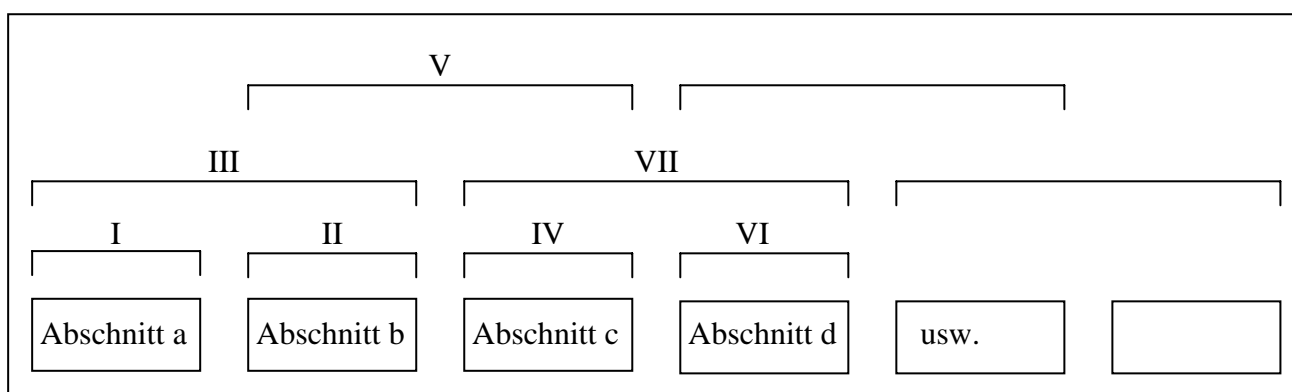 V
III VII
I II IV VI
Abschnitt a Abschnitt b Abschnitt c Abschnitt d usw.